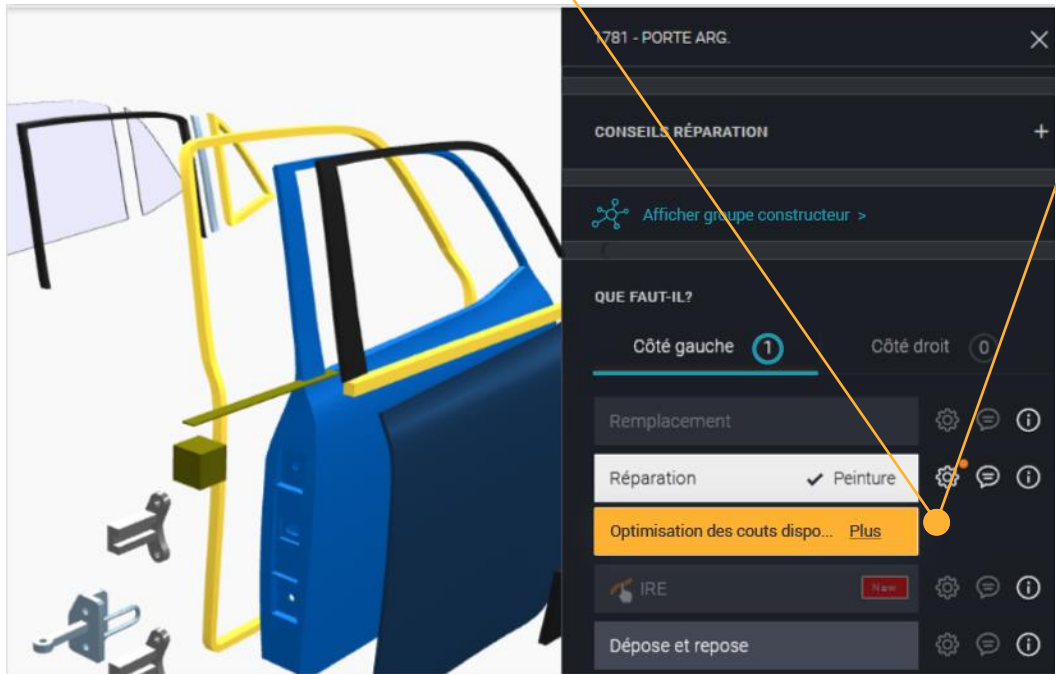 1781 - PORTE ARG.
CONSEILS RÉPARATION
Afficher groupe constructeur >
QUE FAUT-IL?
Côté gauche 1 Côté droit 0
Remplacement
Réparation Peinture
Optimisation des couts dispo... Plus
IRE New
Dépose et repose